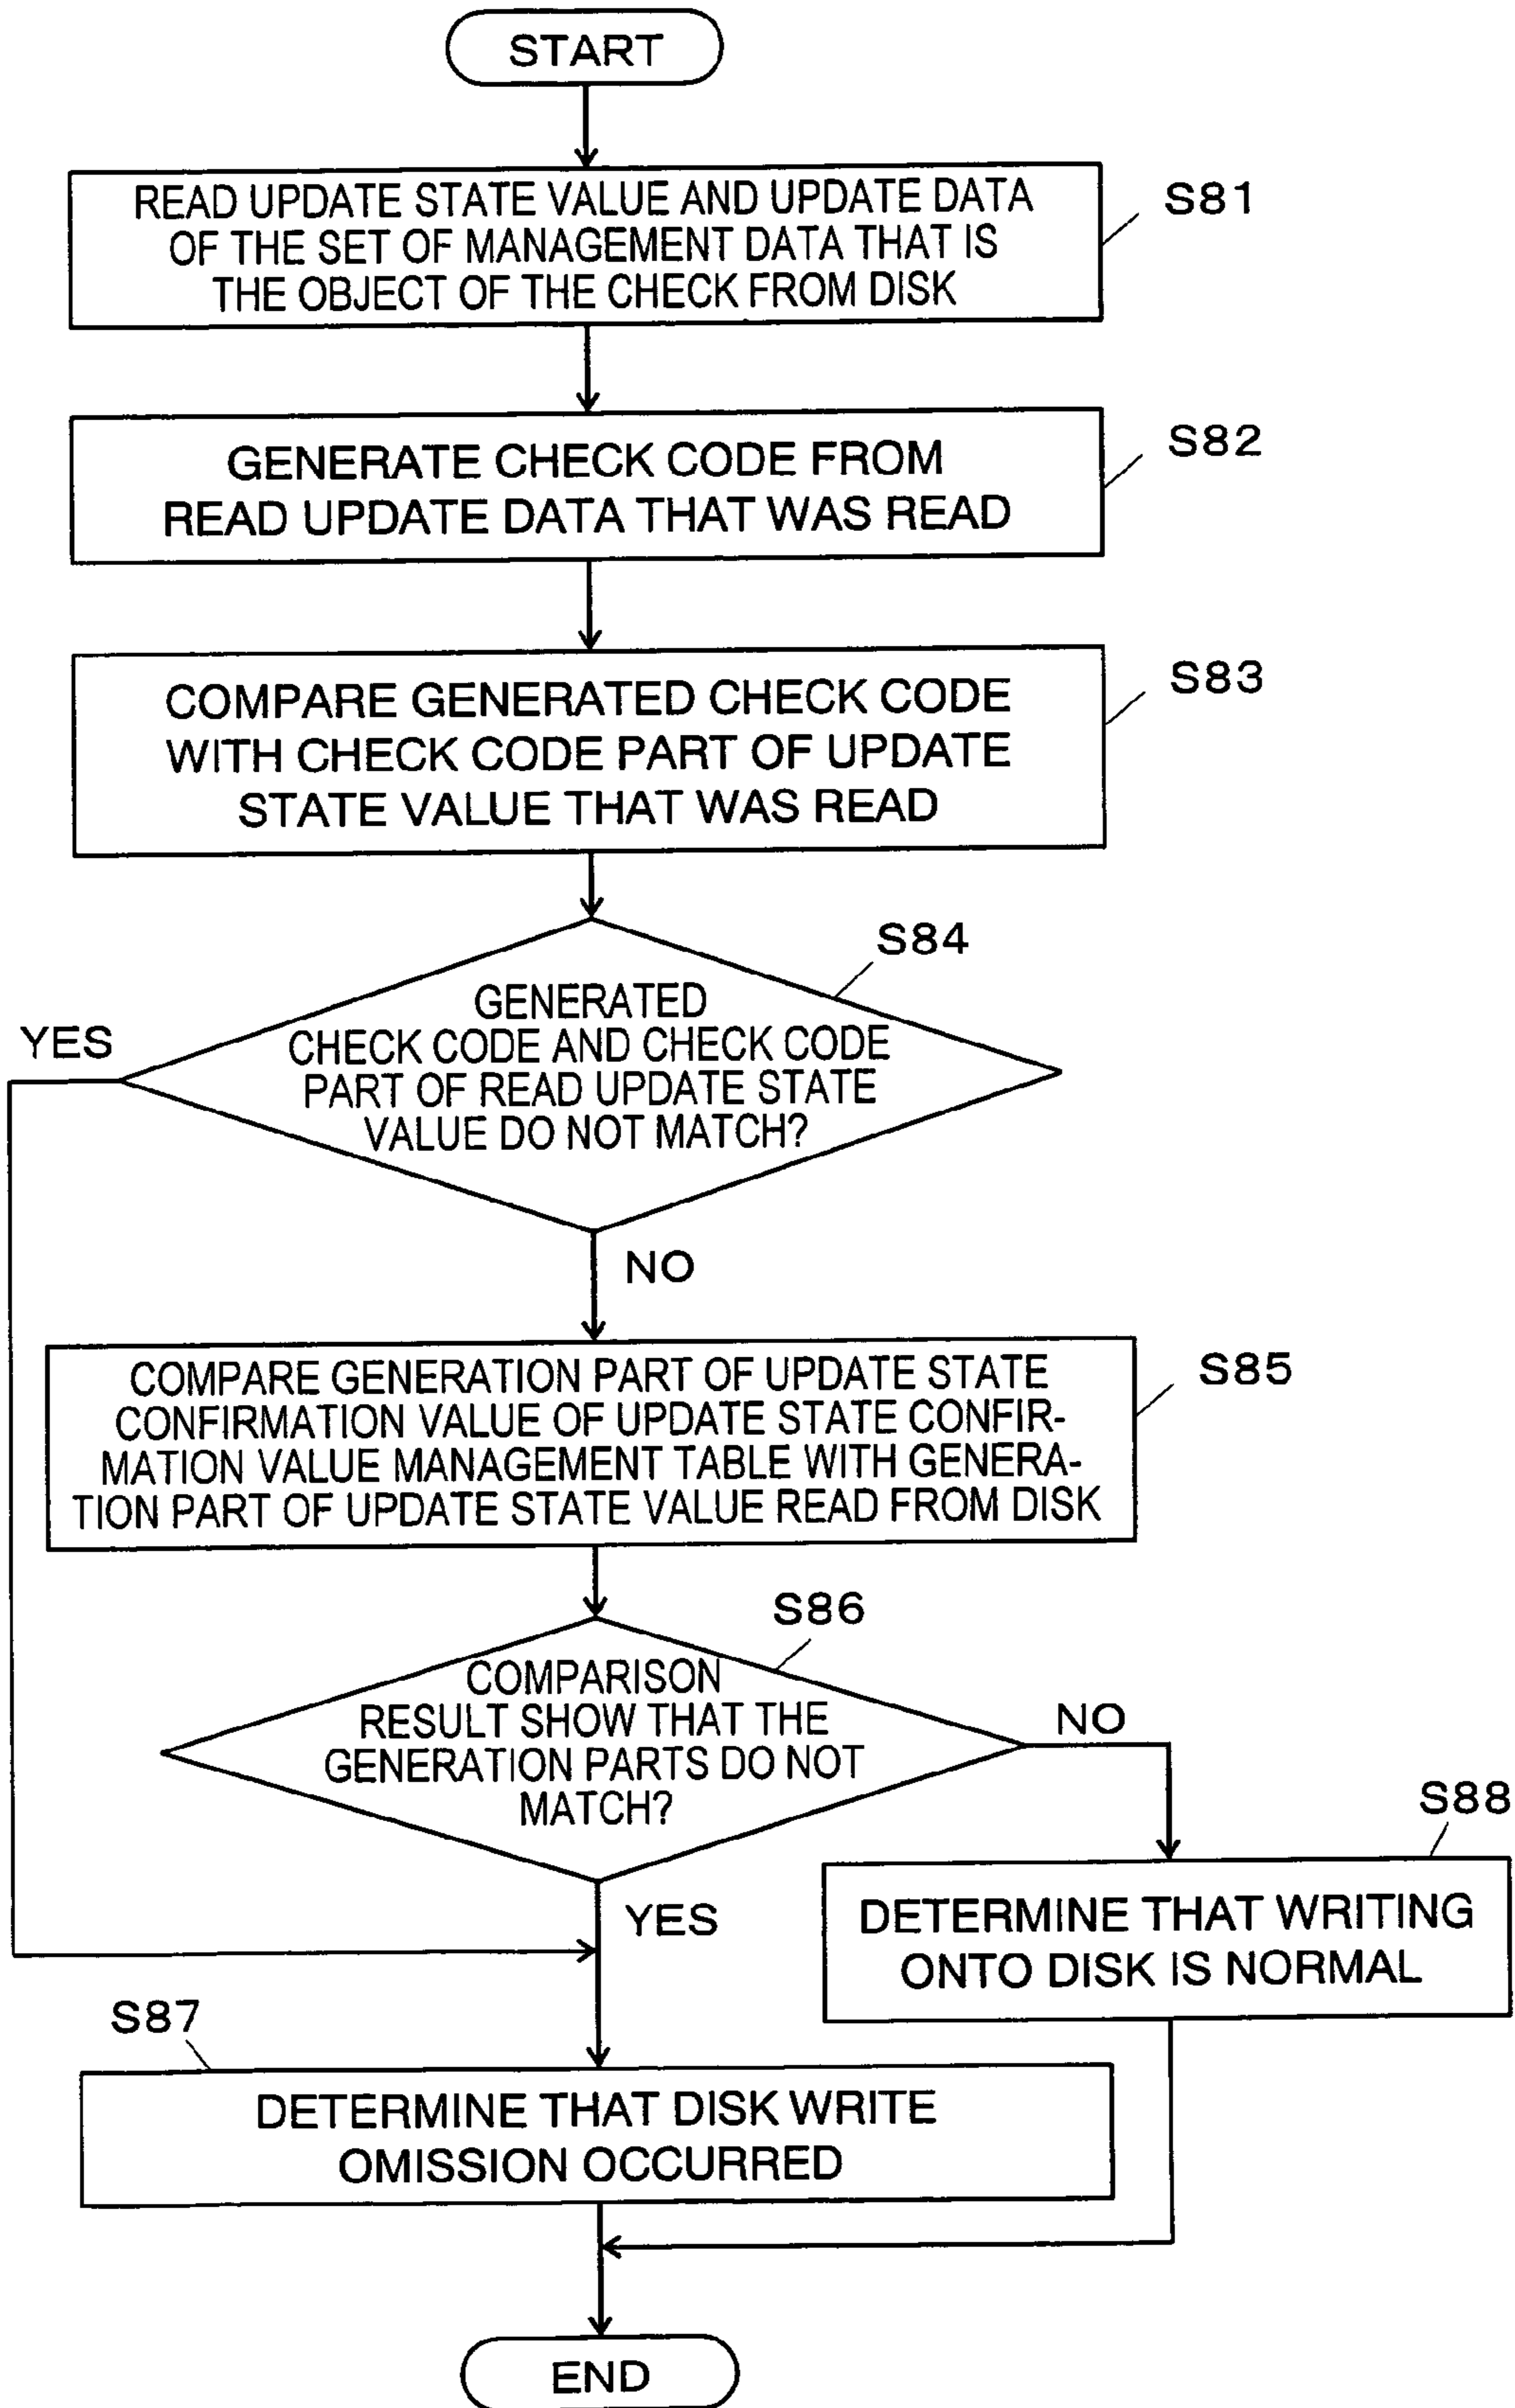 START
READ UPDATE STATE VALUE AND UPDATE DATA
OF THE SET OF MANAGEMENT DATA THAT IS
THE OBJECT OF THE CHECK FROM DISK
S81
GENERATE CHECK CODE FROM
READ UPDATE DATA THAT WAS READ
S82
COMPARE GENERATED CHECK CODE
WITH CHECK CODE PART OF UPDATE
STATE VALUE THAT WAS READ
S83
S84
GENERATED
CHECK CODE AND CHECK CODE
PART OF READ UPDATE STATE
VALUE DO NOT MATCH?
YES
NO
COMPARE GENERATION PART OF UPDATE STATE
CONFIRMATION VALUE OF UPDATE STATE CONFIR-
MATION VALUE MANAGEMENT TABLE WITH GENERA-
TION PART OF UPDATE STATE VALUE READ FROM DISK
S85
S86
COMPARISON
RESULT SHOW THAT THE
GENERATION PARTS DO NOT
MATCH?
NO
YES
S88
DETERMINE THAT WRITING
ONTO DISK IS NORMAL
S87
DETERMINE THAT DISK WRITE
OMISSION OCCURRED
END